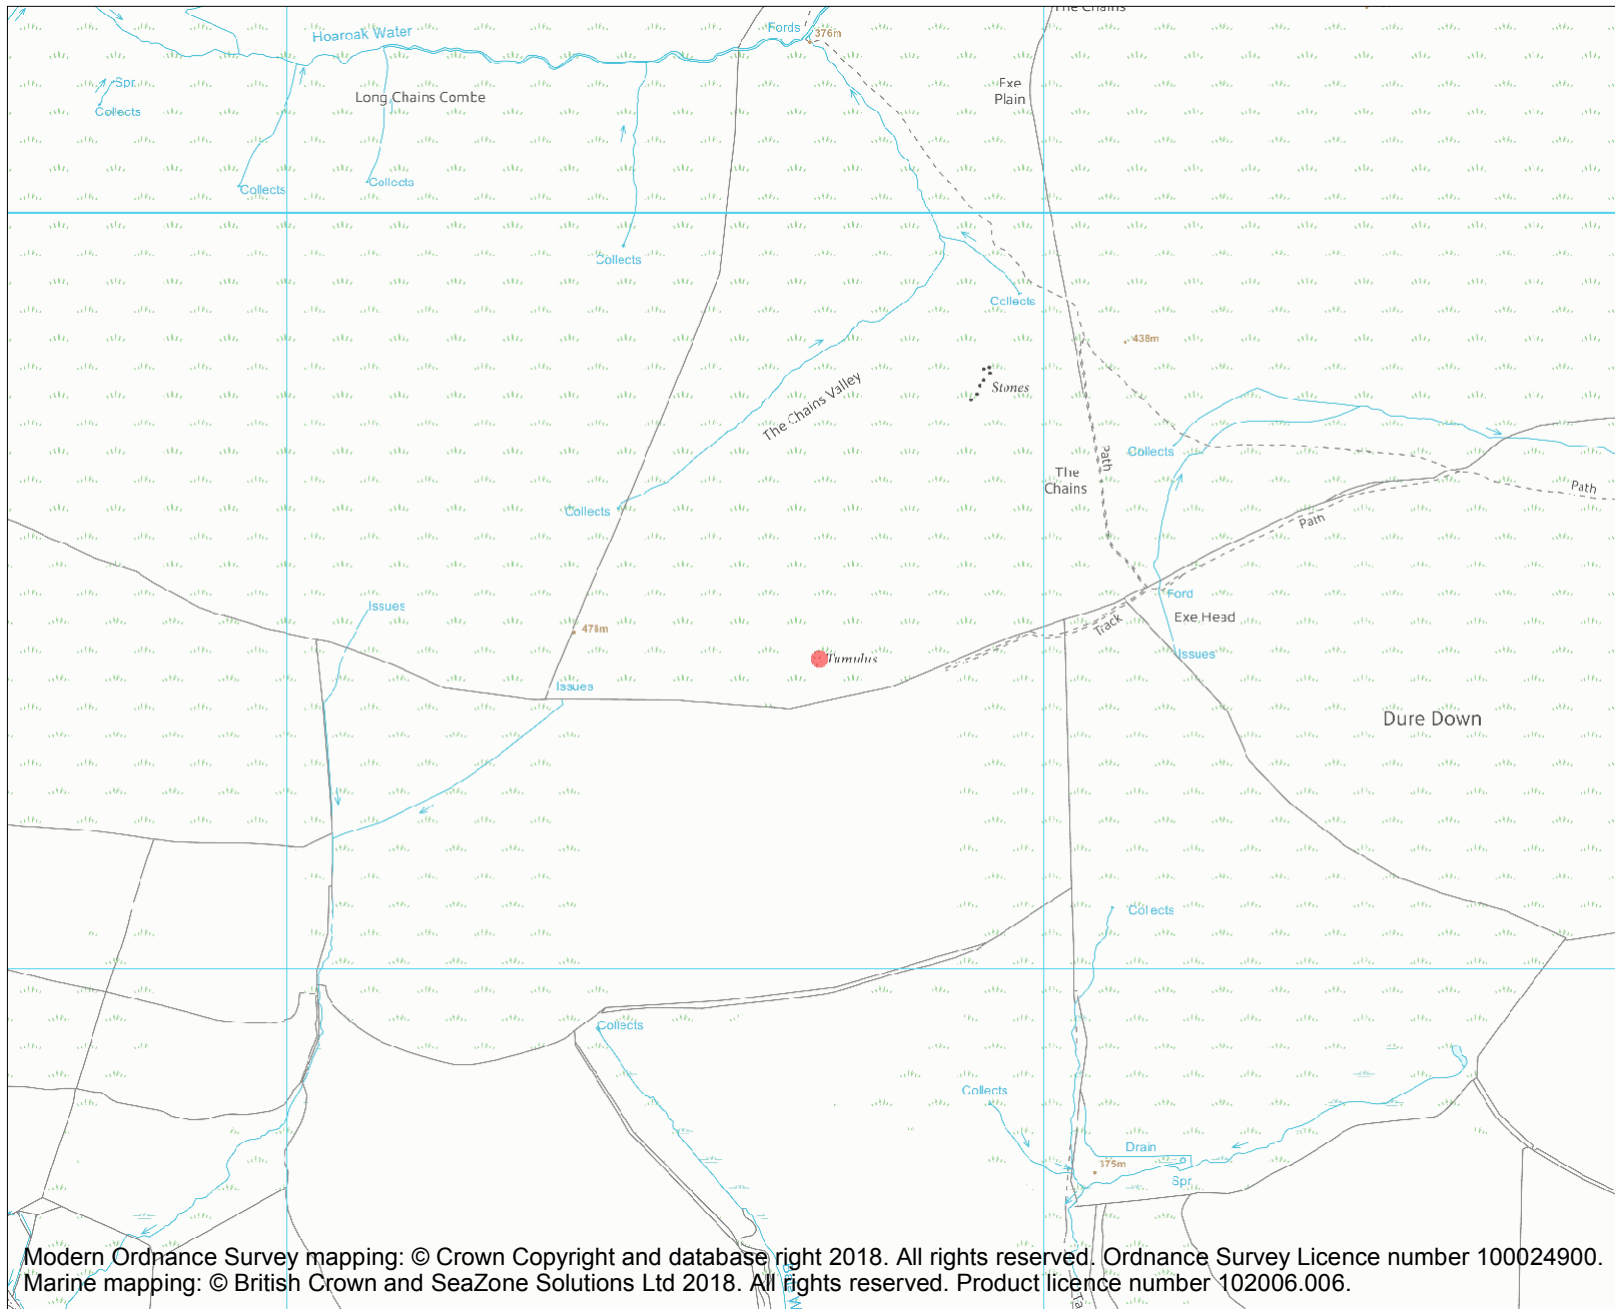 The Chains
Fords
376m
Hoaroak Water
Spr
Collects
Long Chains Combe
Exe
Plain
Collects
Collects
Collects
Collects
438m
Stones
The Chains Valley
Collects
Path
The
Chains
Path
Path
Collects
Issues
Ford
Exe Head
Track
478m
Tumulus
Issues
Issues
Dure Down
Collects
Collects
Collects
Drain
375m
Spr
Modern Ordnance Survey mapping: © Crown Copyright and database right 2018. All rights reserved. Ordnance Survey Licence number 100024900.
Marine mapping: © British Crown and SeaZone Solutions Ltd 2018. All rights reserved. Product licence number 102006.006.